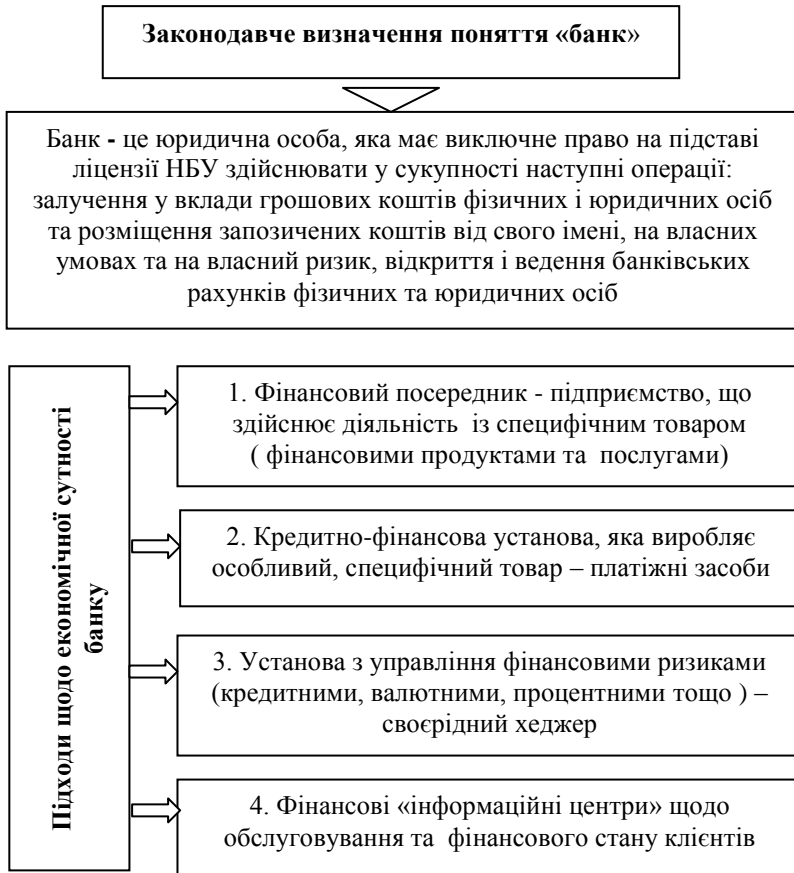 Законодавче визначення поняття «банк»
Банк - це юридична особа, яка має виключне право на підставі
ліцензії НБУ здійснювати у сукупності наступні операції:
залучення у вклади грошових коштів фізичних і юридичних осіб
та розміщення запозичених коштів від свого імені, на власних
умовах та на власний ризик, відкриття і ведення банківських
рахунків фізичних та юридичних осіб
Підходи щодо економічної сутності
банку
1. Фінансовий посередник - підприємство, що
здійснює діяльність із специфічним товаром
( фінансовими продуктами та послугами)
2. Кредитно-фінансова установа, яка виробляє
особливий, специфічний товар – платіжні засоби
3. Установа з управління фінансовими ризиками
(кредитними, валютними, процентними тощо ) –
своєрідний хеджер
4. Фінансові «інформаційні центри» щодо
обслуговування та фінансового стану клієнтів